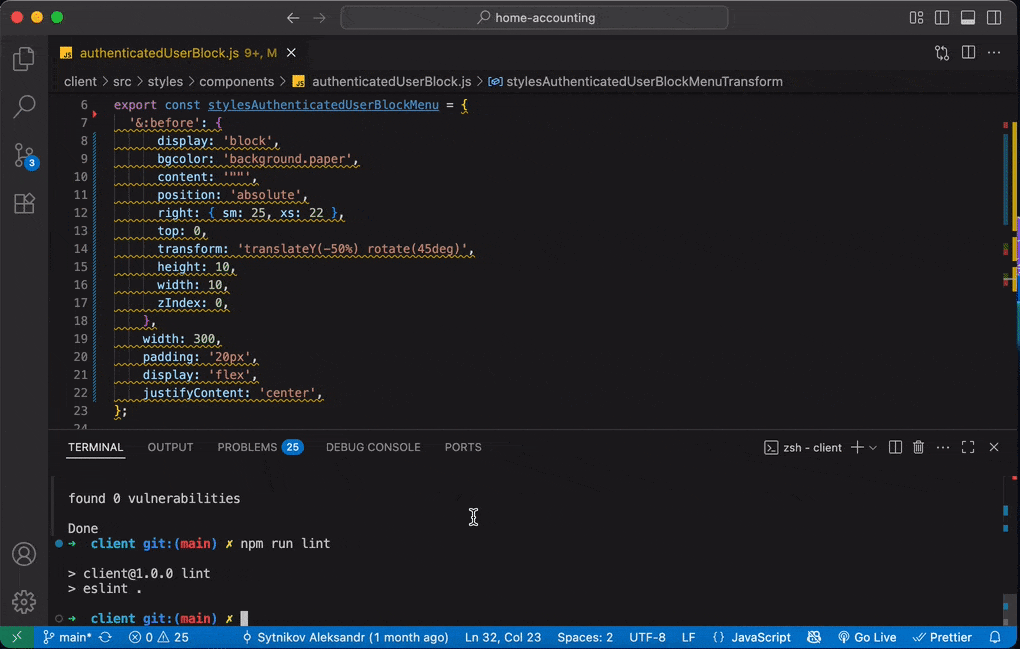 home-accounting
JS authenticatedUserBlock.js 9+, M
client > src > styles > components > JS authenticatedUserBlock.js > stylesAuthenticatedUserBlockMenuTransform
3
6 export const stylesAuthenticatedUserBlockMenu = {
7 '&:before': {
8 display: 'block',
9 bgcolor: 'background.paper',
10 content: '""',
11 position: 'absolute',
12 right: { sm: 25, xs: 22 },
13 top: 0,
14 transform: 'translateY(-50%) rotate(45deg)',
15 height: 10,
16 width: 10,
17 zIndex: 0,
18 },
19 width: 300,
20 padding: '20px',
21 display: 'flex',
22 justifyContent: 'center',
23 };
24
TERMINAL OUTPUT PROBLEMS 25 DEBUG CONSOLE PORTS zsh - client
found 0 vulnerabilities
Done
➜ client git:(main) ✗ npm run lint
> client@1.0.0 lint
> eslint .
➜ client git:(main) ✗
main* 0 25 Sytnikov Aleksandr (1 month ago) Ln 32, Col 23 Spaces: 2 UTF-8 LF {} JavaScript Go Live Prettier